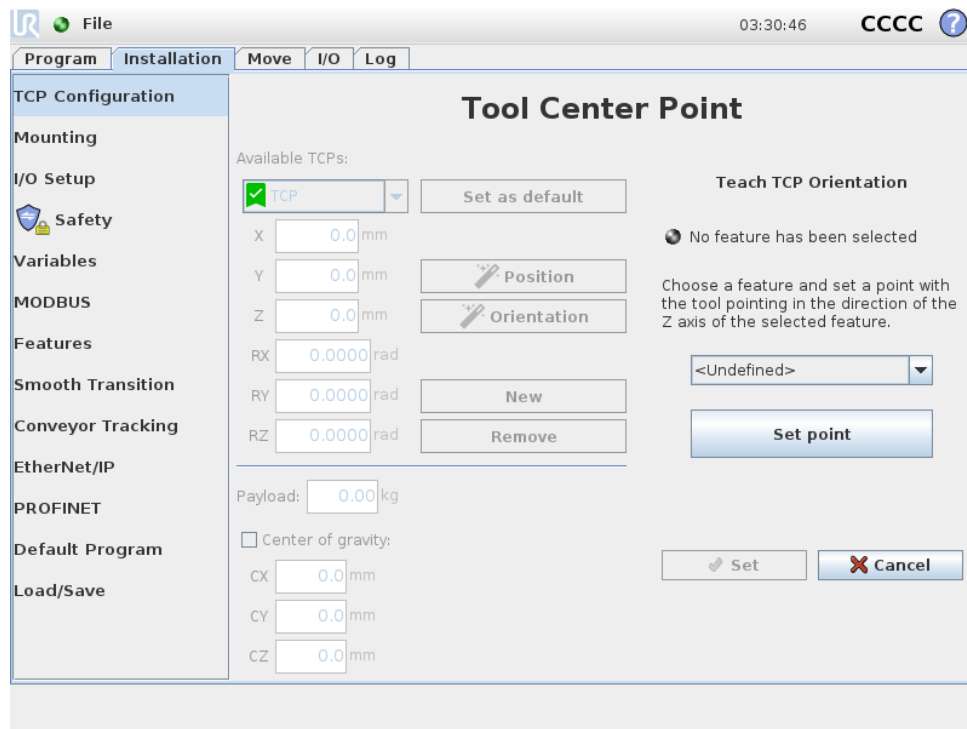 UR File 03:30:46 CCCC ?
Program Installation Move I/O Log
TCP Configuration
Mounting
I/O Setup
Safety
Variables
MODBUS
Features
Smooth Transition
Conveyor Tracking
EtherNet/IP
PROFINET
Default Program
Load/Save
Tool Center Point
Available TCPs:
TCP Set as default
X 0.0 mm
Y 0.0 mm Position
Z 0.0 mm Orientation
RX 0.0000 rad
RY 0.0000 rad New
RZ 0.0000 rad Remove
Payload: 0.00 kg
Center of gravity:
CX 0.0 mm
CY 0.0 mm
CZ 0.0 mm
Teach TCP Orientation
No feature has been selected
Choose a feature and set a point with
the tool pointing in the direction of the
Z axis of the selected feature.
<Undefined>
Set point
Set Cancel